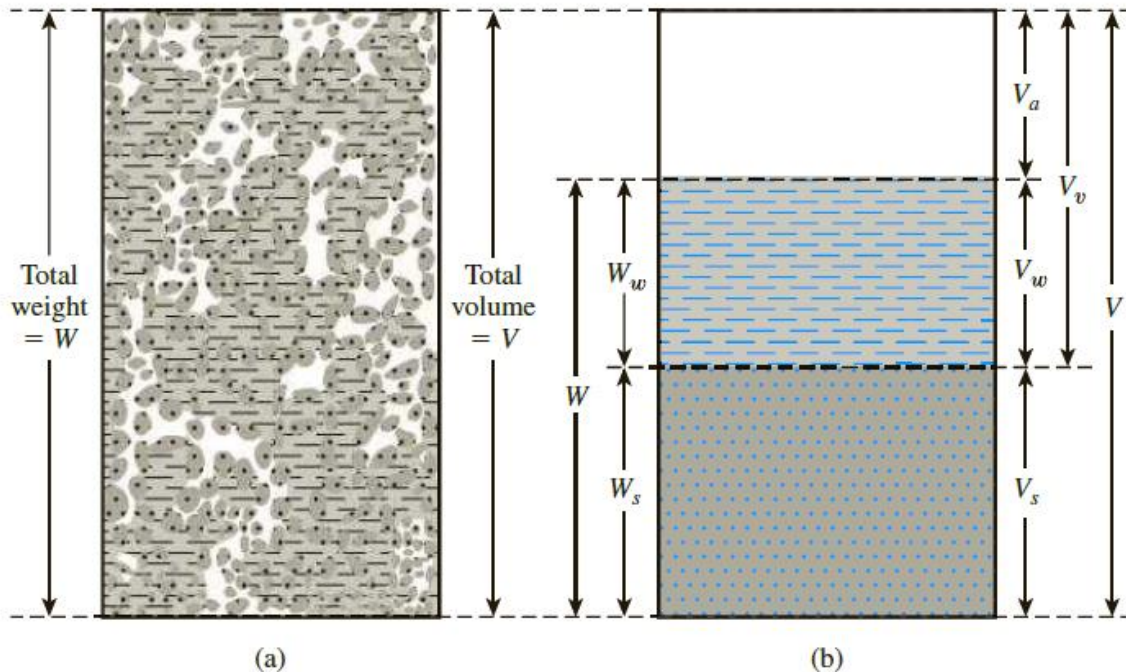 Total
weight
= W
Total
volume
= V
(a)
W
W_w
W_s
V_a
V_w
V_s
V_v
V
(b)